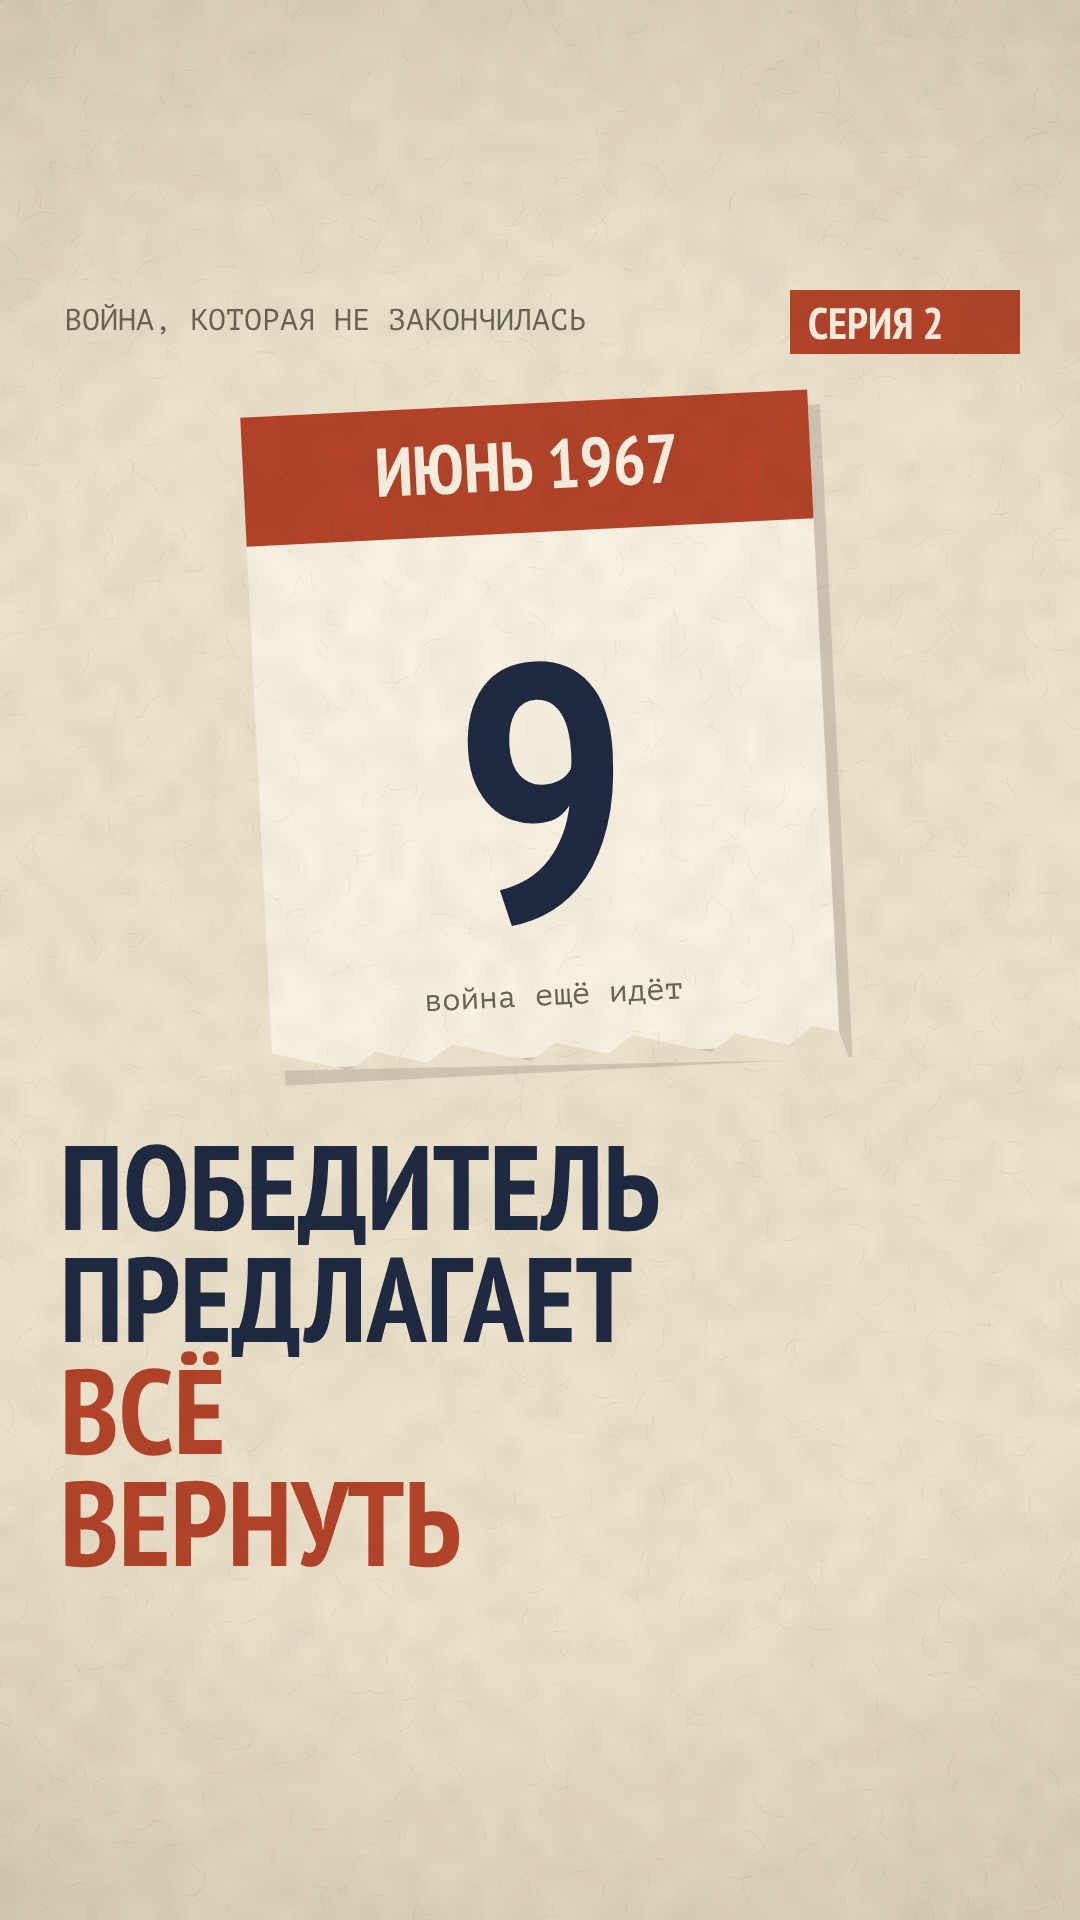 ВОЙНА, КОТОРАЯ НЕ ЗАКОНЧИЛАСЬ
СЕРИЯ 2
ИЮНЬ 1967
9
война ещё идёт
ПОБЕДИТЕЛЬ
ПРЕДЛАГАЕТ
ВСЁ
ВЕРНУТЬ